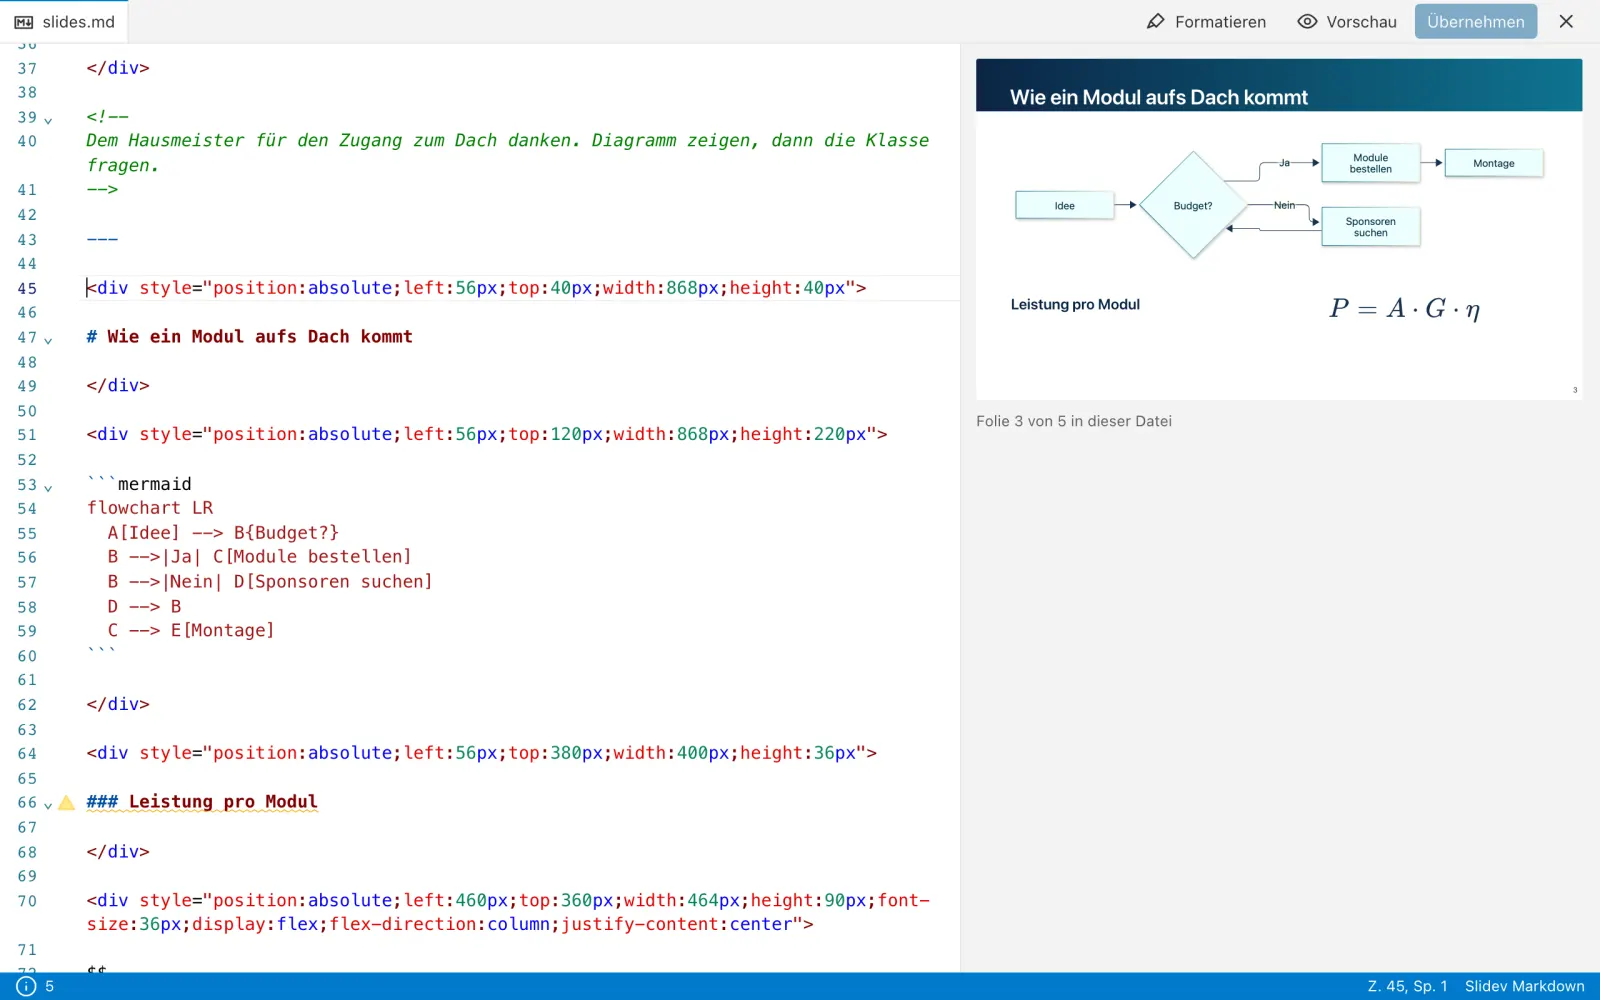 slides.md
Formatieren
Vorschau
Übernehmen
36
37 </div>
38
39 <!--
40 Dem Hausmeister für den Zugang zum Dach danken. Diagramm zeigen, dann die Klasse
fragen.
41 -->
42
43 ---
44
45 <div style="position:absolute;left:56px;top:40px;width:868px;height:40px">
46
47 # Wie ein Modul aufs Dach kommt
48
49 </div>
50
51 <div style="position:absolute;left:56px;top:120px;width:868px;height:220px">
52
53 ```mermaid
54 flowchart LR
55 A[Idee] --> B{Budget?}
56 B -->|Ja| C[Module bestellen]
57 B -->|Nein| D[Sponsoren suchen]
58 D --> B
59 C --> E[Montage]
60 ```
61
62 </div>
63
64 <div style="position:absolute;left:56px;top:380px;width:400px;height:36px">
65
66 ### Leistung pro Modul
67
68 </div>
69
70 <div style="position:absolute;left:460px;top:360px;width:464px;height:90px;font-
size:36px;display:flex;flex-direction:column;justify-content:center">
71
72 $$
Wie ein Modul aufs Dach kommt
Idee
Budget?
Ja
Module
bestellen
Montage
Nein
Sponsoren
suchen
Leistung pro Modul
P = A · G · η
3
Folie 3 von 5 in dieser Datei
5
Z. 45, Sp. 1
Slidev Markdown